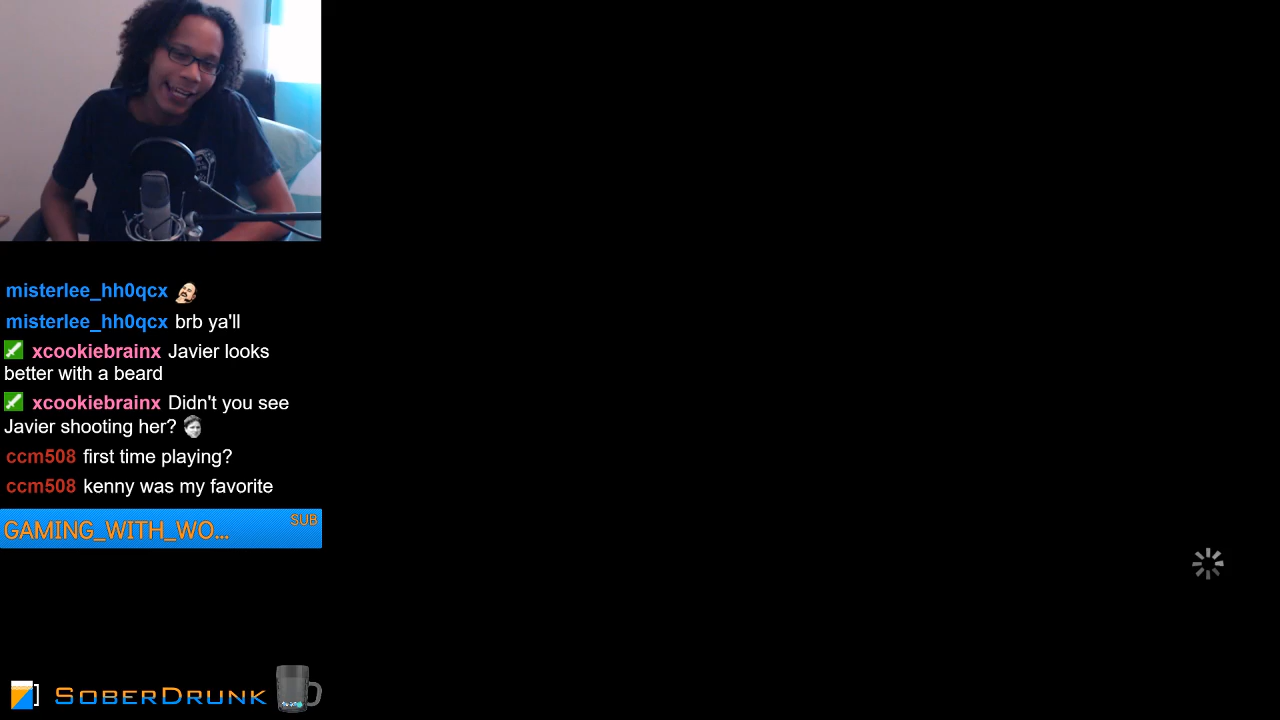 misterlee_hh0qcx
misterlee_hh0qcx brb ya'll
xcookiebrainx Javier looks
better with a beard
xcookiebrainx Didn't you see
Javier shooting her?
ccm508 first time playing?
ccm508 kenny was my favorite
GAMING_WITH_WO... SUB
SOBERDRUNK